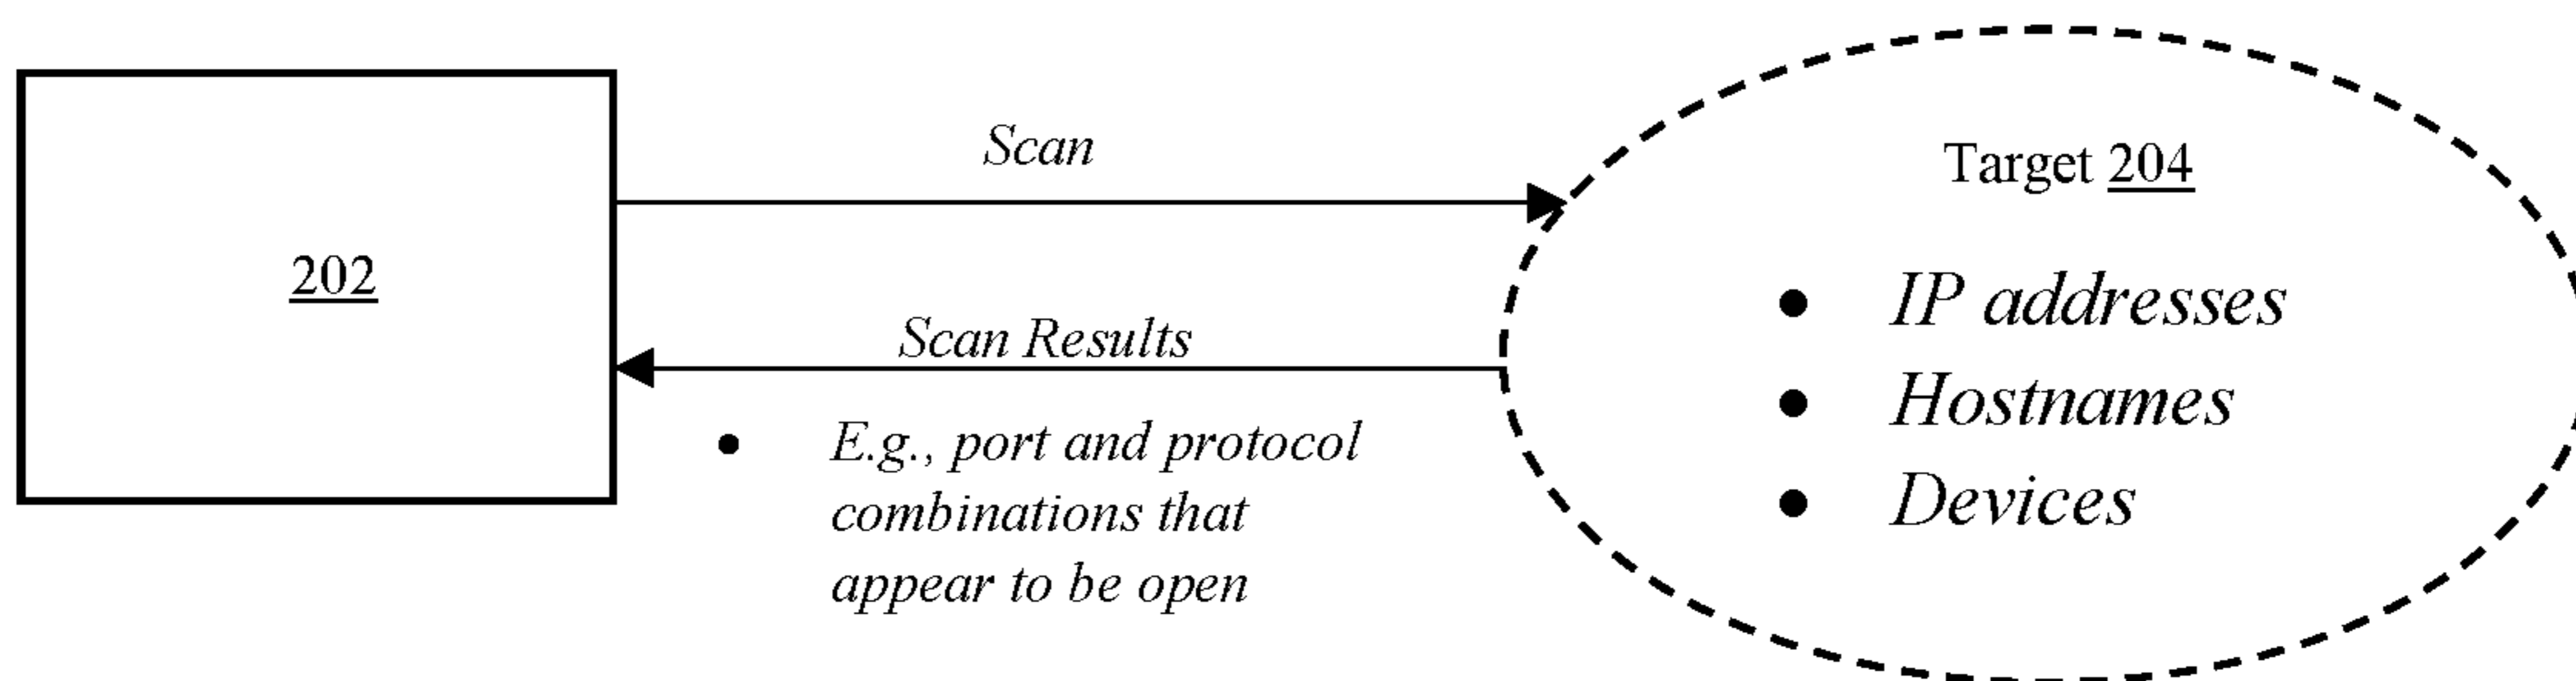 Scan
Target 204
202
IP addresses
Scan Results
Hostnames
E.g., port and protocol
combinations that
appear to be open
Devices